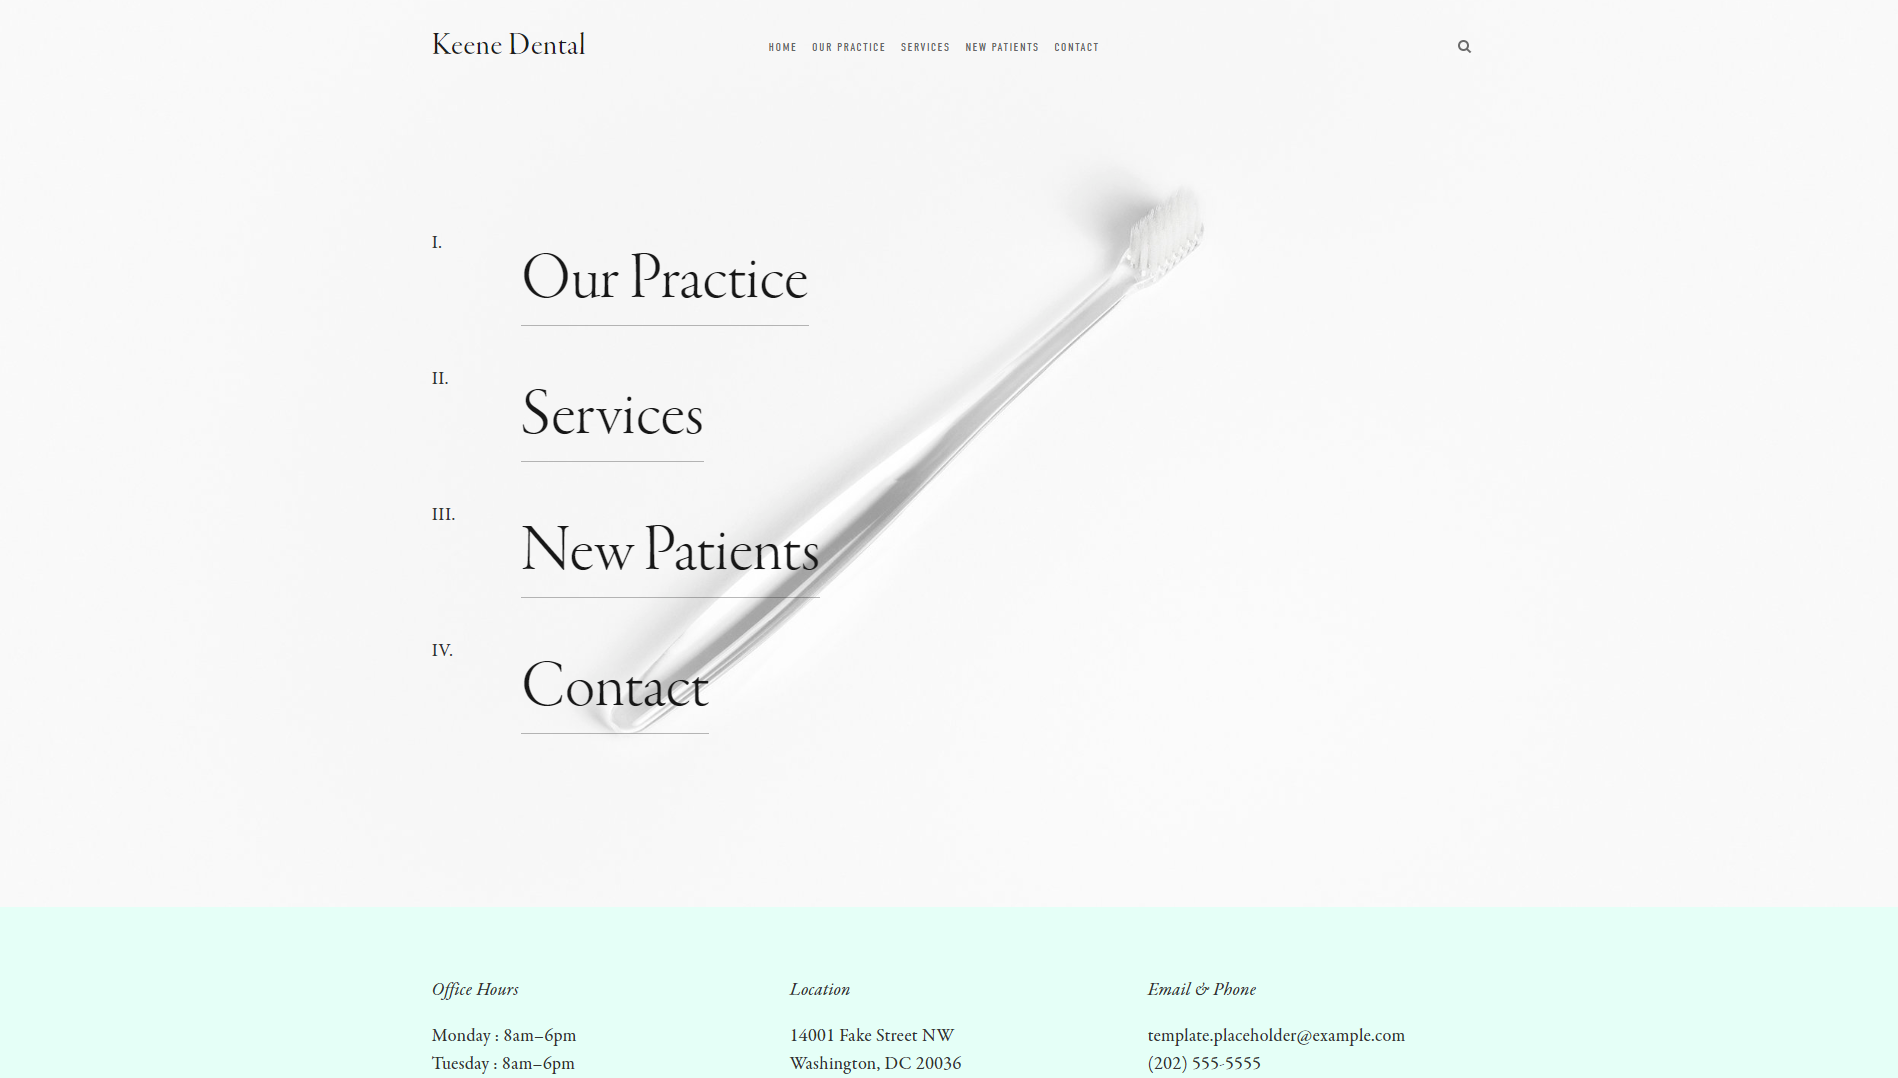 Keene Dental
HOME OUR PRACTICE SERVICES NEW PATIENTS CONTACT
I.
Our Practice
II.
Services
III.
New Patients
IV.
Contact
Office Hours
Monday : 8am–6pm
Tuesday : 8am–6pm
Location
14001 Fake Street NW
Washington, DC 20036
Email & Phone
template.placeholder@example.com
(202) 555-5555